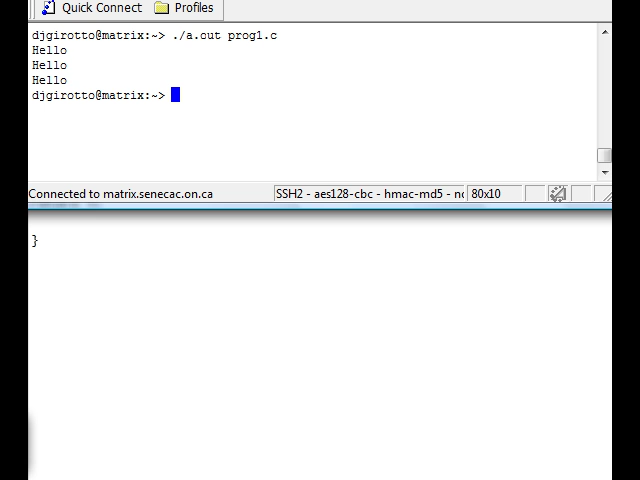 Quick Connect Profiles
djgirotto@matrix:~> ./a.out prog1.c
Hello
Hello
Hello
djgirotto@matrix:~>
Connected to matrix.senecac.on.ca SSH2 - aes128-cbc - hmac-md5 - 80x10
}